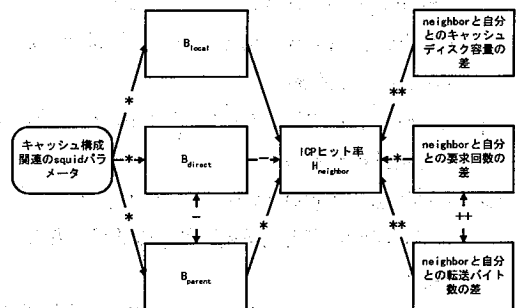 B_local
neighborと自分
とのキャッシュ
ディスク容量の
差
*
**
キャッシュ構成
関連のsquidパラ
メータ
*
B_direct
−
ICPヒット率
H_neighbor
*
neighborと自分
との要求回数の
差
*
−
*
**
++
B_parent
neighborと自分
との転送バイト
数の差